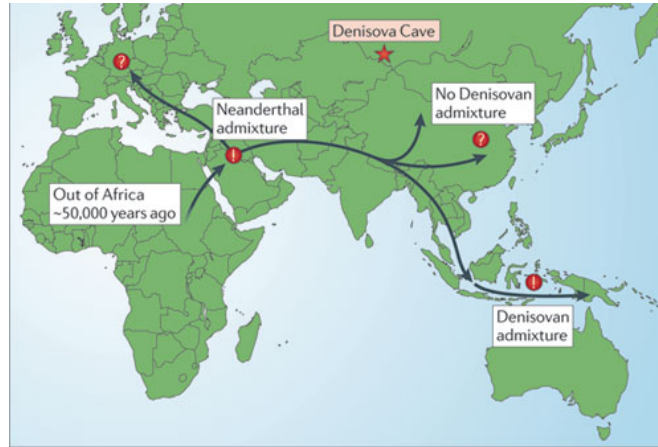 Denisova Cave
?
Neanderthal
admixture
No Denisovan
admixture
?
!
Out of Africa
~50,000 years ago
!
Denisovan
admixture